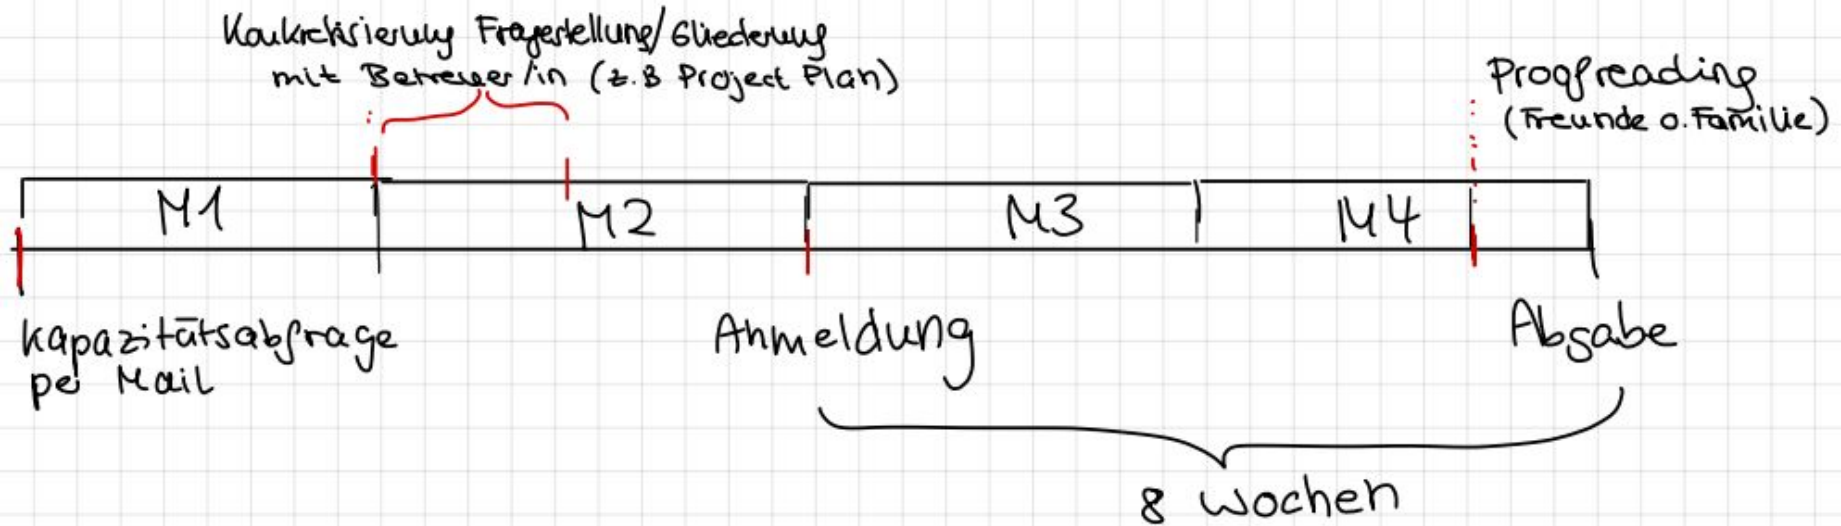 Konkretisierung Fragestellung/Gliederung
mit Betreuer/in (z.B Project Plan)
Proofreading
(Freunde o. Familie)
M1
M2
M3
M4
Kapazitätsabfrage
per Mail
Anmeldung
Abgabe
8 Wochen